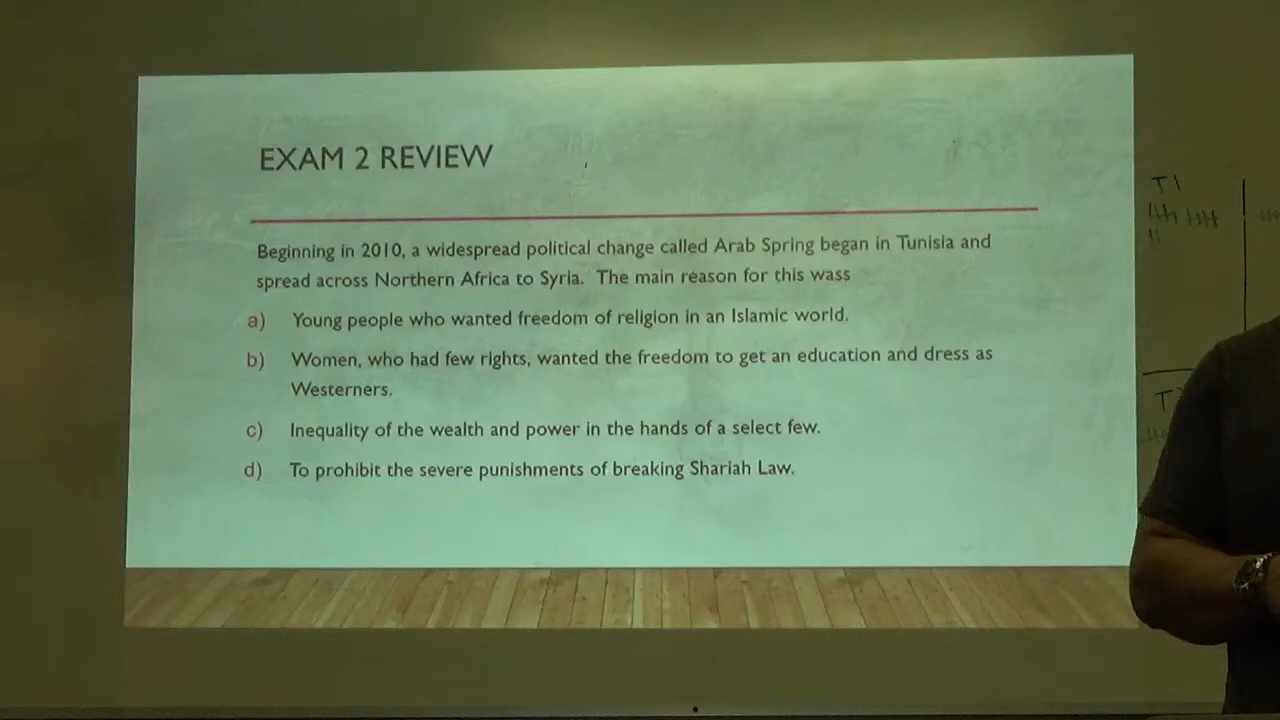 EXAM 2 REVIEW
Beginning in 2010, a widespread political change called Arab Spring began in Tunisia and
spread across Northern Africa to Syria. The main reason for this wass
a) Young people who wanted freedom of religion in an Islamic world.
b) Women, who had few rights, wanted the freedom to get an education and dress as
Westerners.
c) Inequality of the wealth and power in the hands of a select few.
d) To prohibit the severe punishments of breaking Shariah Law.
T1